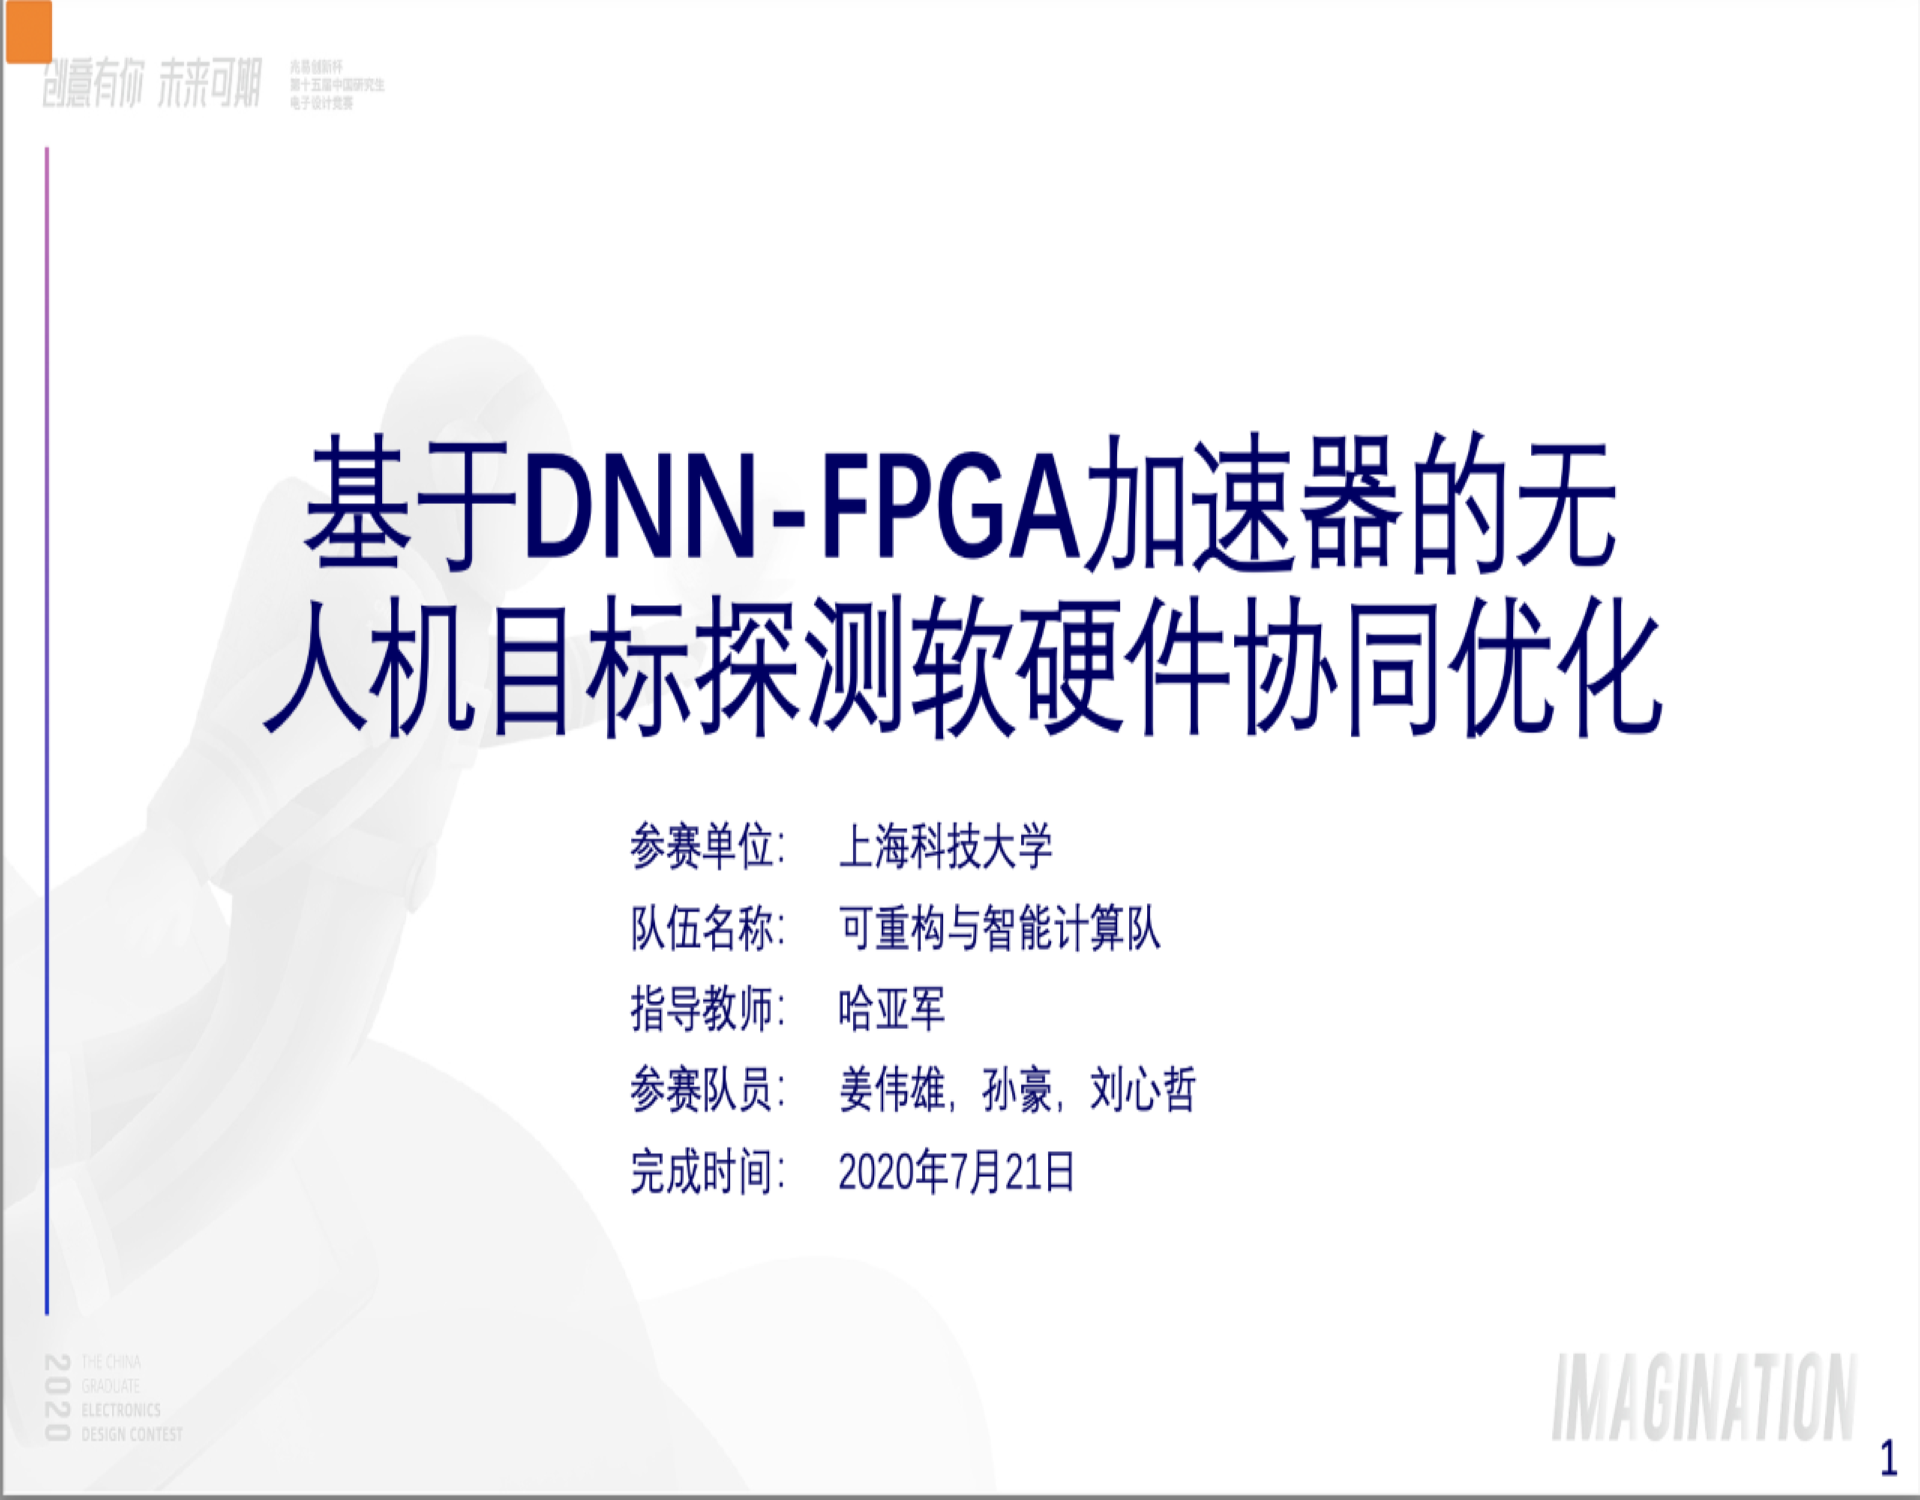 创意有你 未来可期
兆易创新杯
第十五届中国研究生
电子设计竞赛
基于DNN-FPGA加速器的无
人机目标探测软硬件协同优化
参赛单位： 上海科技大学
队伍名称： 可重构与智能计算队
指导教师： 哈亚军
参赛队员： 姜伟雄，孙豪，刘心哲
完成时间： 2020年7月21日
2020
THE CHINA
GRADUATE
ELECTRONICS
DESIGN CONTEST
IMAGINATION
1